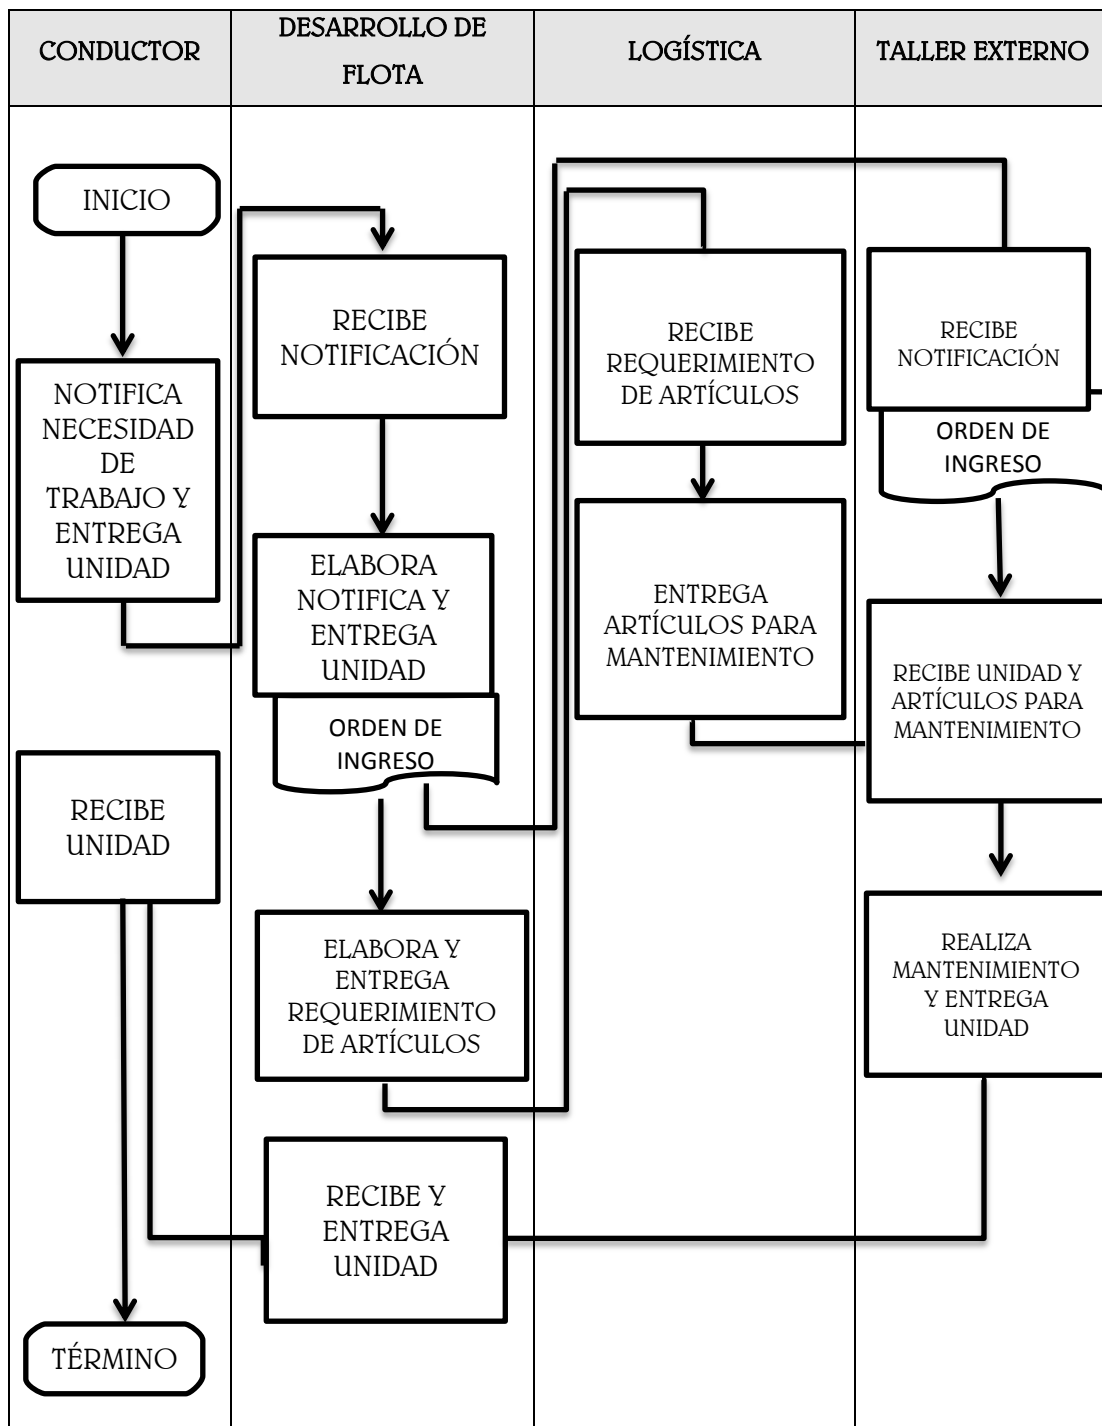 CONDUCTOR
DESARROLLO DE
FLOTA
LOGÍSTICA
TALLER EXTERNO
INICIO
NOTIFICA
NECESIDAD
DE
TRABAJO Y
ENTREGA
UNIDAD
RECIBE
UNIDAD
TÉRMINO
RECIBE
NOTIFICACIÓN
ELABORA
NOTIFICA Y
ENTREGA
UNIDAD
ORDEN DE
INGRESO
ELABORA Y
ENTREGA
REQUERIMIENTO
DE ARTÍCULOS
RECIBE Y
ENTREGA
UNIDAD
RECIBE
REQUERIMIENTO
DE ARTÍCULOS
ENTREGA
ARTÍCULOS PARA
MANTENIMIENTO
RECIBE
NOTIFICACIÓN
ORDEN DE
INGRESO
RECIBE UNIDAD Y
ARTÍCULOS PARA
MANTENIMIENTO
REALIZA
MANTENIMIENTO
Y ENTREGA
UNIDAD